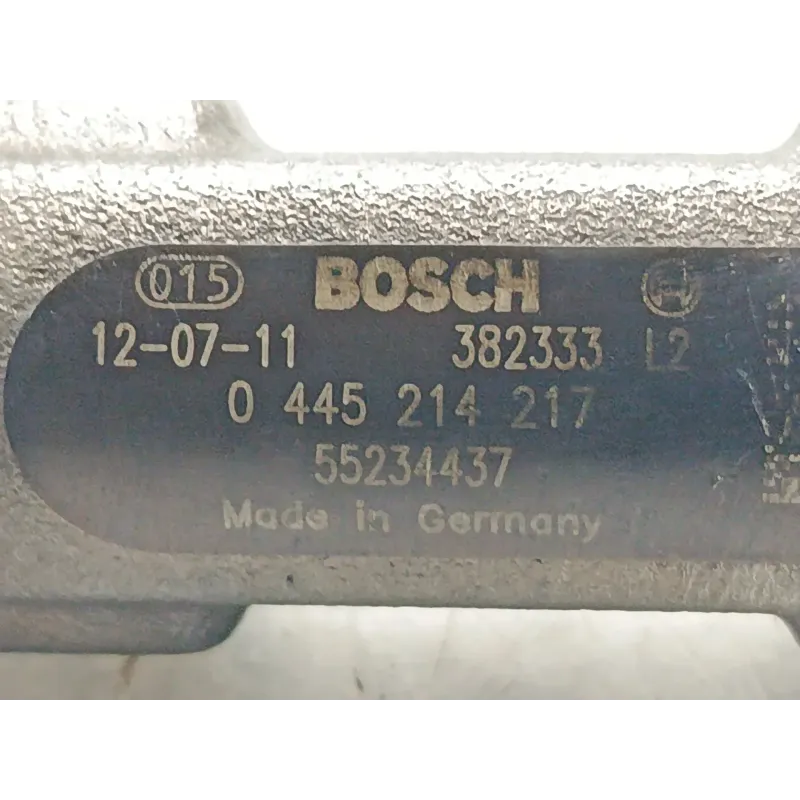 015 BOSCH
12-07-11 382333 L2
0 445 214 217
55234437
Made in Germany